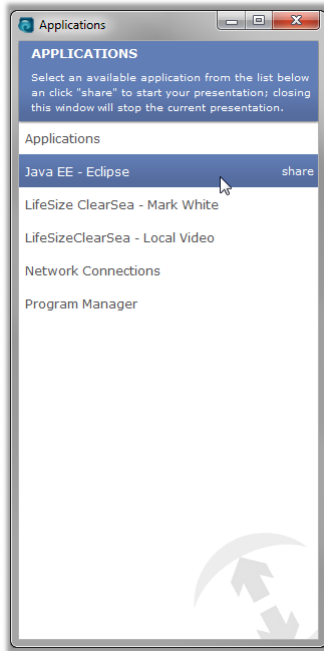 Applications
APPLICATIONS
Select an available application from the list below
an click "share" to start your presentation; closing
this window will stop the current presentation.
Applications
Java EE - Eclipse share
LifeSize ClearSea - Mark White
LifeSizeClearSea - Local Video
Network Connections
Program Manager